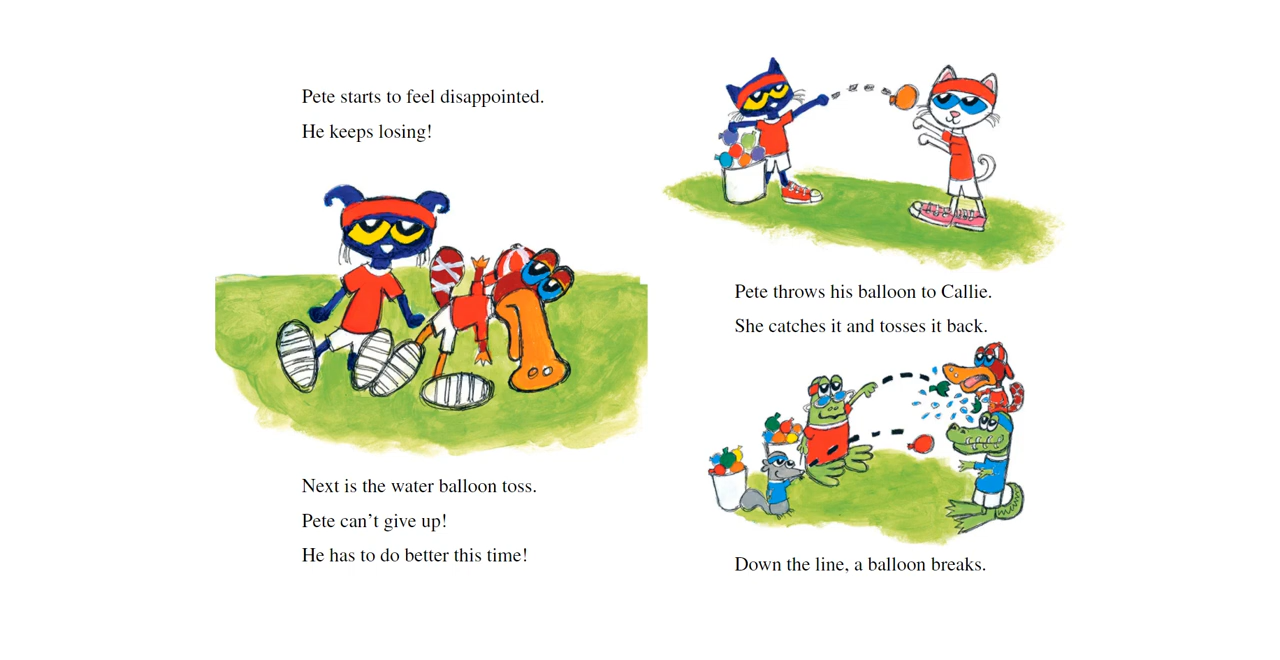 Pete starts to feel disappointed.
He keeps losing!
Next is the water balloon toss.
Pete can’t give up!
He has to do better this time!
Pete throws his balloon to Callie.
She catches it and tosses it back.
Down the line, a balloon breaks.